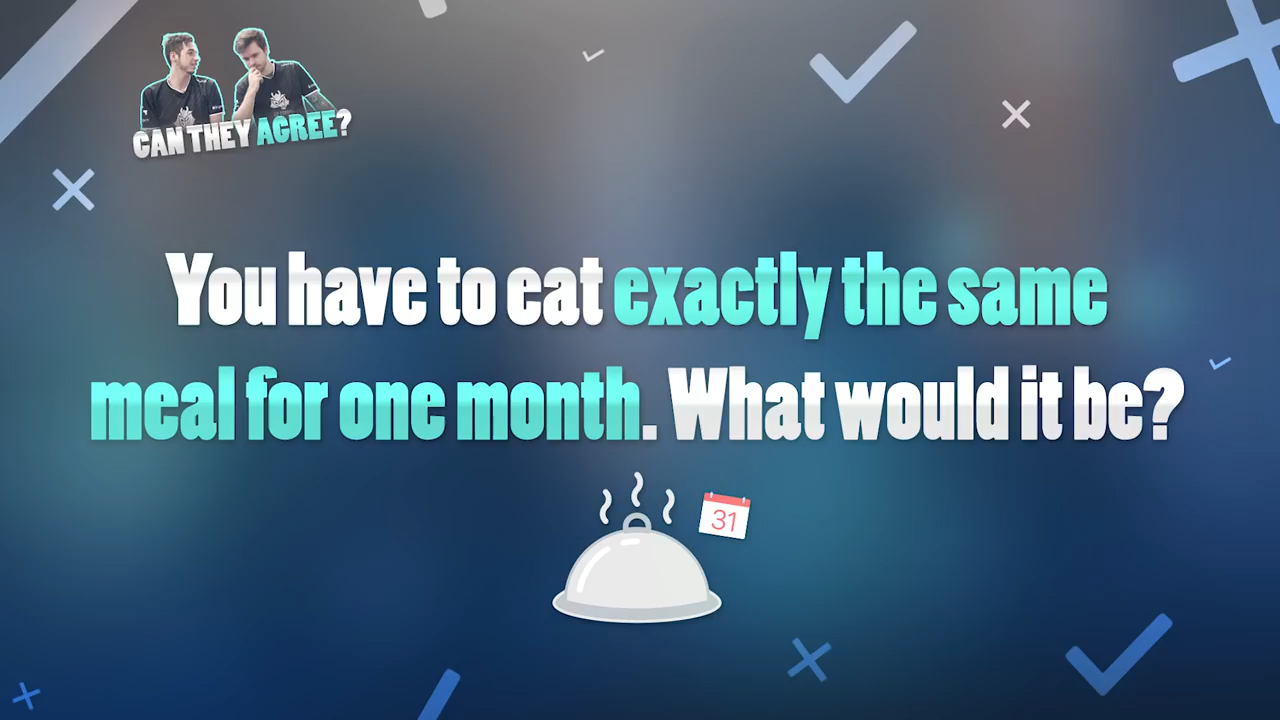 CAN THEY AGREE?
You have to eat exactly the same
meal for one month. What would it be?
31